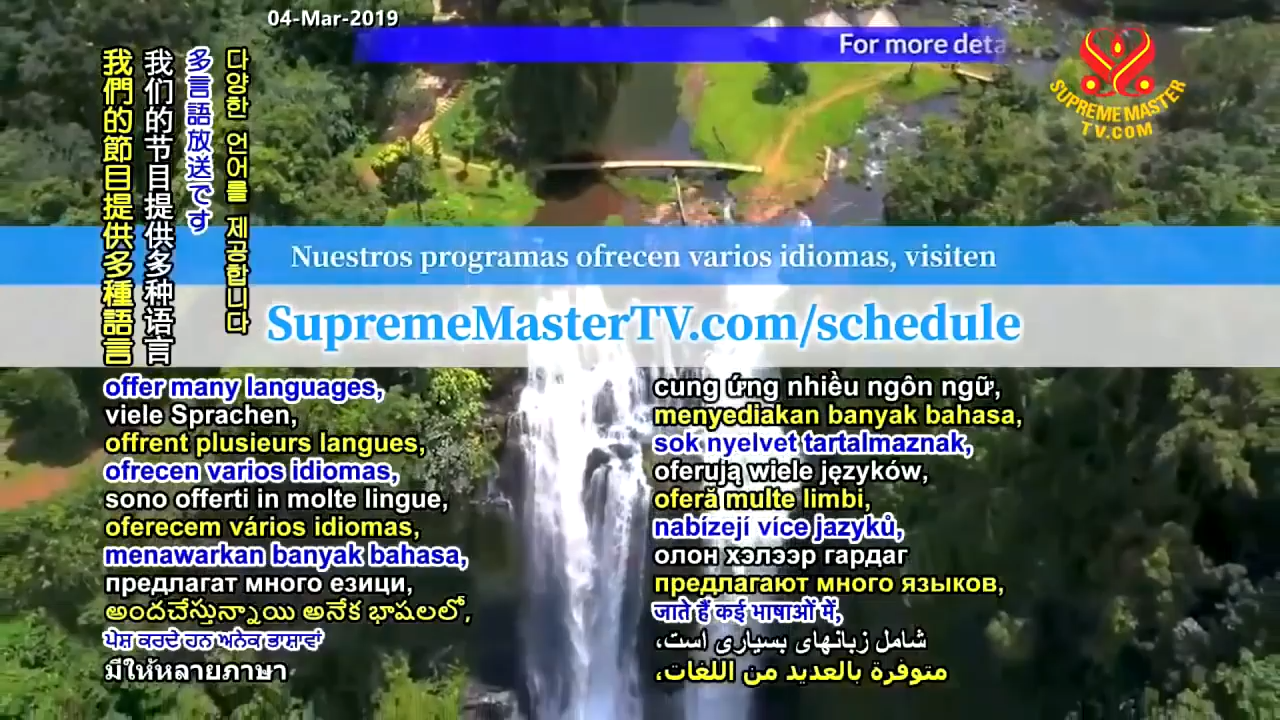 04-Mar-2019
For more deta
SUPREME MASTER
TV.COM
我們的節目提供多種語言
我们的节目提供多种语言
多言語放送です
다양한 언어를 제공합니다
Nuestros programas ofrecen varios idiomas, visiten
SupremeMasterTV.com/schedule
offer many languages,
viele Sprachen,
offrent plusieurs langues,
ofrecen varios idiomas,
sono offerti in molte lingue,
oferecem vários idiomas,
menawarkan banyak bahasa,
предлагат много езици,
అందచేస్తున్నాయి అనేక భాషలలో,
ਪੇਸ਼ ਕਰਦੇ ਹਨ ਅਨੇਕ ਭਾਸ਼ਾਵਾਂ
มีให้หลายภาษา
cung ứng nhiều ngôn ngữ,
menyediakan banyak bahasa,
sok nyelvet tartalmaznak,
oferują wiele języków,
oferă multe limbi,
nabízejí více jazyků,
олон хэлээр гардаг
предлагают много языков,
जाते हैं कई भाषाओं में,
شامل زبانهای بسیاری است،
متوفرة بالعديد من اللغات،